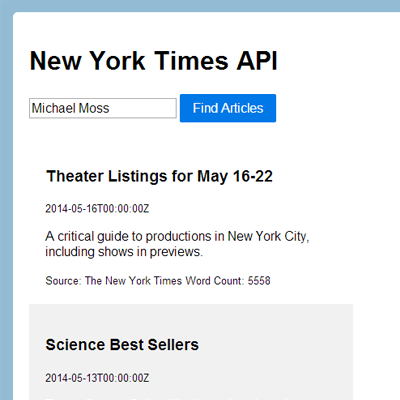 New York Times API
Michael Moss Find Articles
Theater Listings for May 16-22
2014-05-16T00:00:00Z
A critical guide to productions in New York City,
including shows in previews.
Source: The New York Times Word Count: 5558
Science Best Sellers
2014-05-13T00:00:00Z